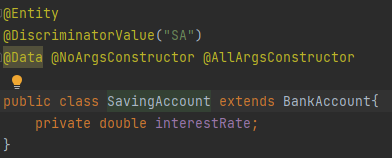 @Entity
@DiscriminatorValue("SA")
@Data @NoArgsConstructor @AllArgsConstructor
public class SavingAccount extends BankAccount{
    private double interestRate;
}